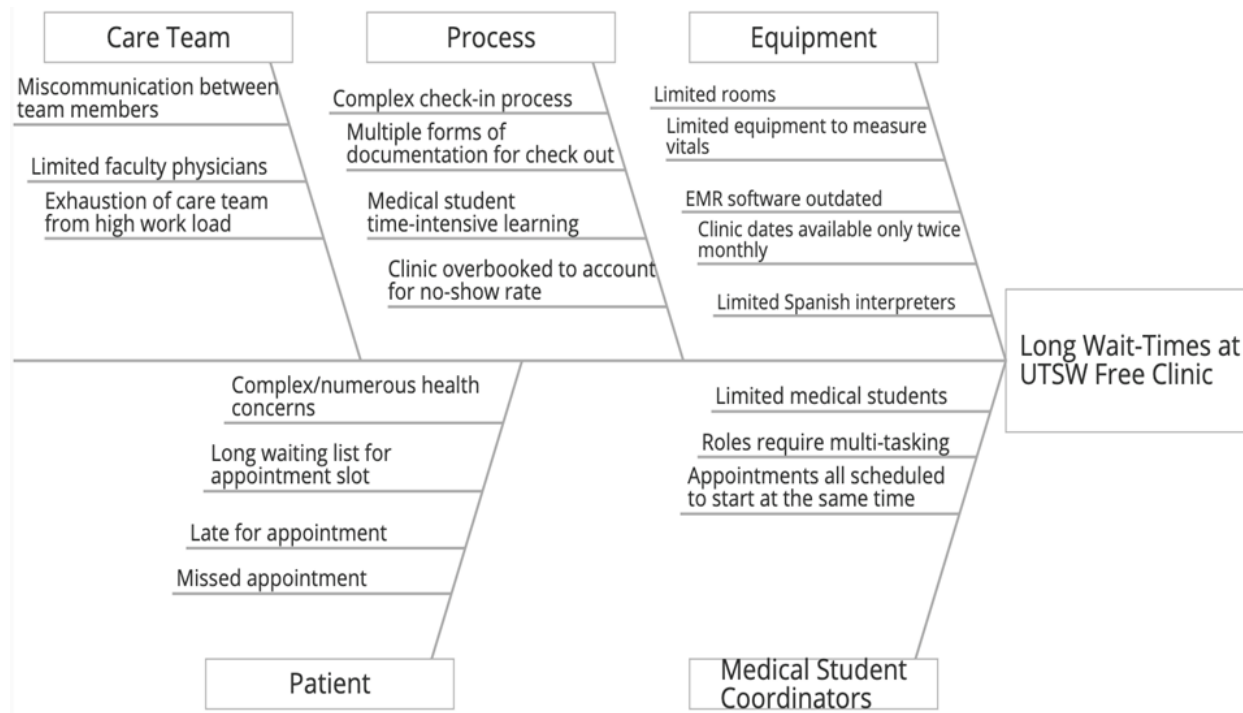 Care Team
Miscommunication between
team members
Limited faculty physicians
Exhaustion of care team
from high work load
Process
Complex check-in process
Multiple forms of
documentation for check out
Medical student
time-intensive learning
Clinic overbooked to account
for no-show rate
Equipment
Limited rooms
Limited equipment to measure
vitals
EMR software outdated
Clinic dates available only twice
monthly
Limited Spanish interpreters
Long Wait-Times at
UTSW Free Clinic
Complex/numerous health
concerns
Long waiting list for
appointment slot
Late for appointment
Missed appointment
Patient
Limited medical students
Roles require multi-tasking
Appointments all scheduled
to start at the same time
Medical Student
Coordinators